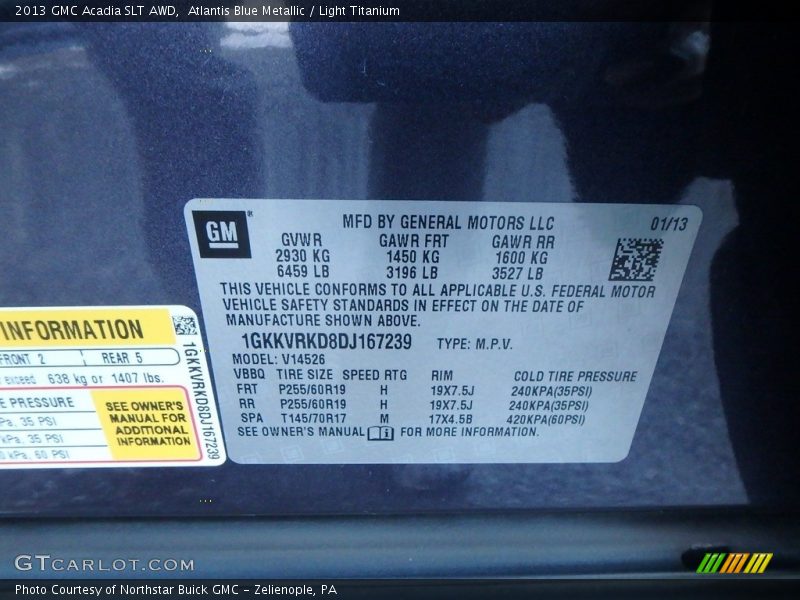 2013 GMC Acadia SLT AWD, Atlantis Blue Metallic / Light Titanium
GM
MFD BY GENERAL MOTORS LLC 01/13
GVWR GAWR FRT GAWR RR
2930 KG 1450 KG 1600 KG
6459 LB 3196 LB 3527 LB
THIS VEHICLE CONFORMS TO ALL APPLICABLE U.S. FEDERAL MOTOR
VEHICLE SAFETY STANDARDS IN EFFECT ON THE DATE OF
MANUFACTURE SHOWN ABOVE.
1GKKVRKD8DJ167239 TYPE: M.P.V.
MODEL: V14526
VBBQ TIRE SIZE SPEED RTG RIM COLD TIRE PRESSURE
FRT P255/60R19 H 19X7.5J 240KPA(35PSI)
RR P255/60R19 H 19X7.5J 240KPA(35PSI)
SPA T145/70R17 M 17X4.5B 420KPA(60PSI)
SEE OWNER'S MANUAL FOR MORE INFORMATION.
INFORMATION
FRONT 2 REAR 5
exceed 638 kg or 1407 lbs.
E PRESSURE
Pa, 35 PSI
kPa, 35 PSI
0 kPa, 60 PSI
SEE OWNER'S
MANUAL FOR
ADDITIONAL
INFORMATION
1GKKVRKD8DJ167239
GTCARLOT.COM
Photo Courtesy of Northstar Buick GMC - Zelienople, PA